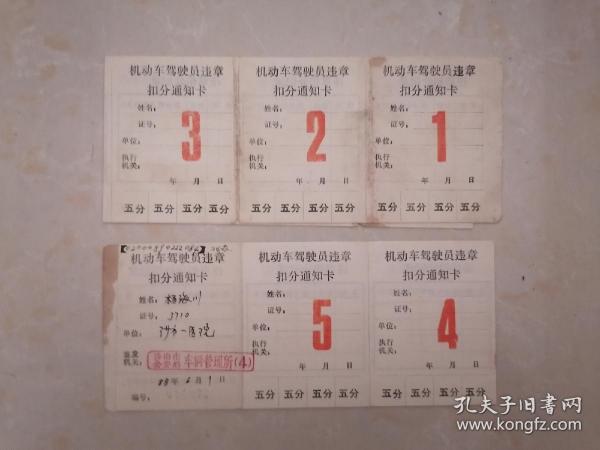 机动车驾驶员违章
扣分通知卡
3
姓名：
证号：
单位：
执行
机关：
年 月 日
五分 五分 五分 五分
机动车驾驶员违章
扣分通知卡
2
姓名：
证号：
单位：
执行
机关：
年 月 日
五分 五分 五分 五分
机动车驾驶员违章
扣分通知卡
1
姓名：
证号：
单位：
执行
机关：
年 月 日
五分 五分 五分 五分
机动车驾驶员违章
扣分通知卡
姓名：
证号：3710
单位：
机关：
车辆管理所(4)
年 月 日
编号：
机动车驾驶员违章
扣分通知卡
5
姓名：
证号：
单位：
执行
机关：
年 月 日
五分 五分 五分 五分
机动车驾驶员违章
扣分通知卡
4
姓名：
证号：
单位：
执行
机关：
年 月 日
五分 五分 五分 五分
孔夫子旧书网
www.kongfz.com